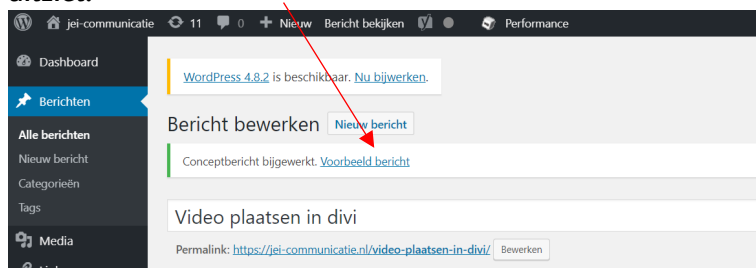 jei-communicatie 11 0 + Nieuw Bericht bekijken Performance
Dashboard
WordPress 4.8.2 is beschikbaar. Nu bijwerken.
Berichten
Bericht bewerken Nieuw bericht
Alle berichten
Nieuw bericht
Conceptbericht bijgewerkt. Voorbeeld bericht
Categorieën
Tags
Video plaatsen in divi
Media
Permalink: https://jei-communicatie.nl/video-plaatsen-in-divi/ Bewerken